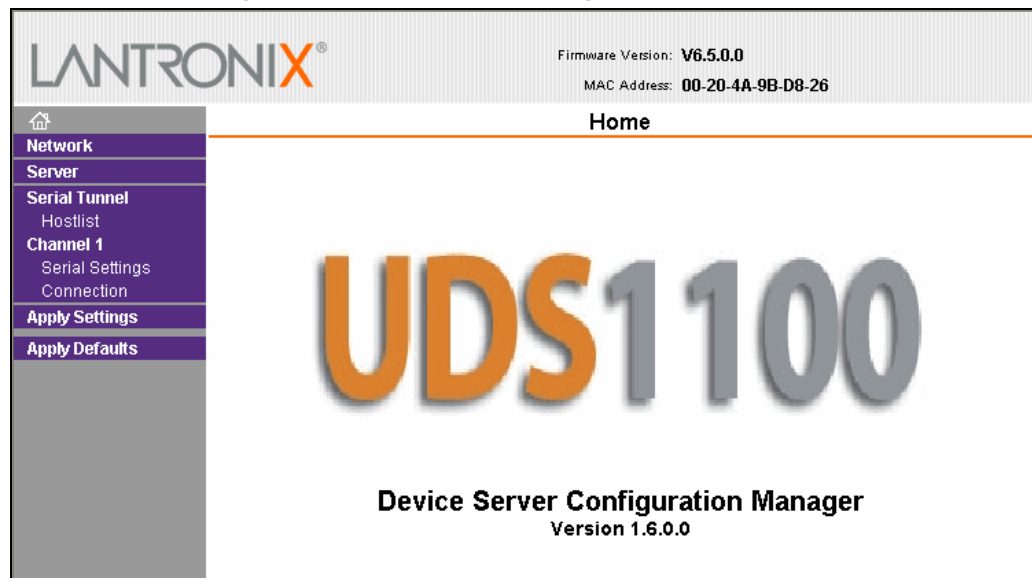 LANTRONIX®
Firmware Version: V6.5.0.0
MAC Address: 00-20-4A-9B-D8-26
Home
Network
Server
Serial Tunnel
Hostlist
Channel 1
Serial Settings
Connection
Apply Settings
Apply Defaults
UDS1100
Device Server Configuration Manager
Version 1.6.0.0